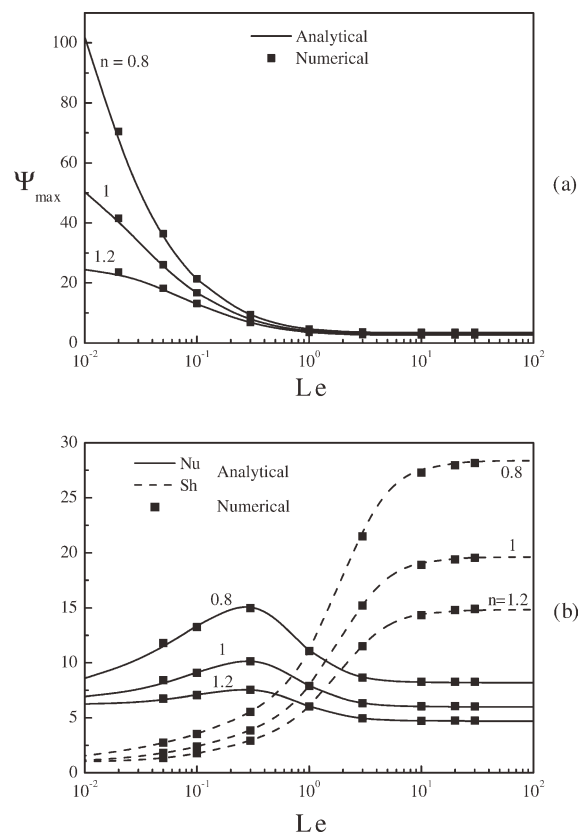 100
80
60
40
20
0
Ψmax
n = 0.8
1
1.2
Analytical
Numerical
(a)
10⁻² 10⁻¹ 10⁰ 10¹ 10²
Le
30
25
20
15
10
5
0
Nu
Sh
Analytical
Numerical
0.8
1
n=1.2
0.8
1
1.2
(b)
10⁻² 10⁻¹ 10⁰ 10¹ 10²
Le